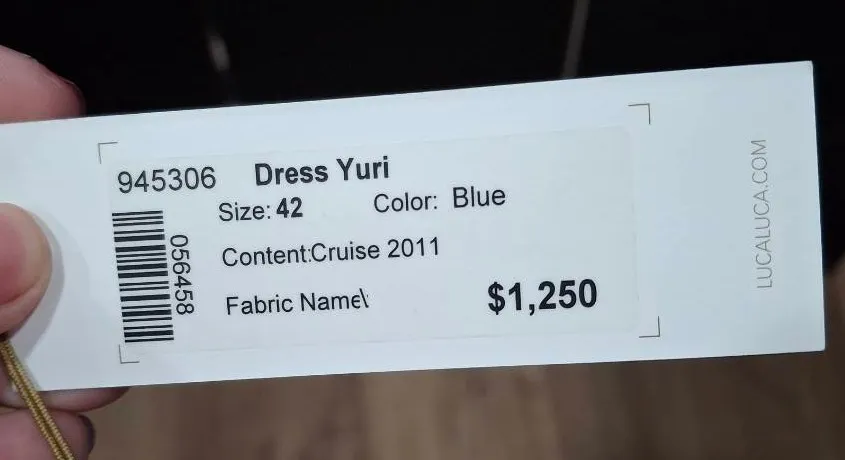 945306 Dress Yuri
Size: 42 Color: Blue
Content:Cruise 2011
Fabric Name\
$1,250
056458
LUCALUCA.COM